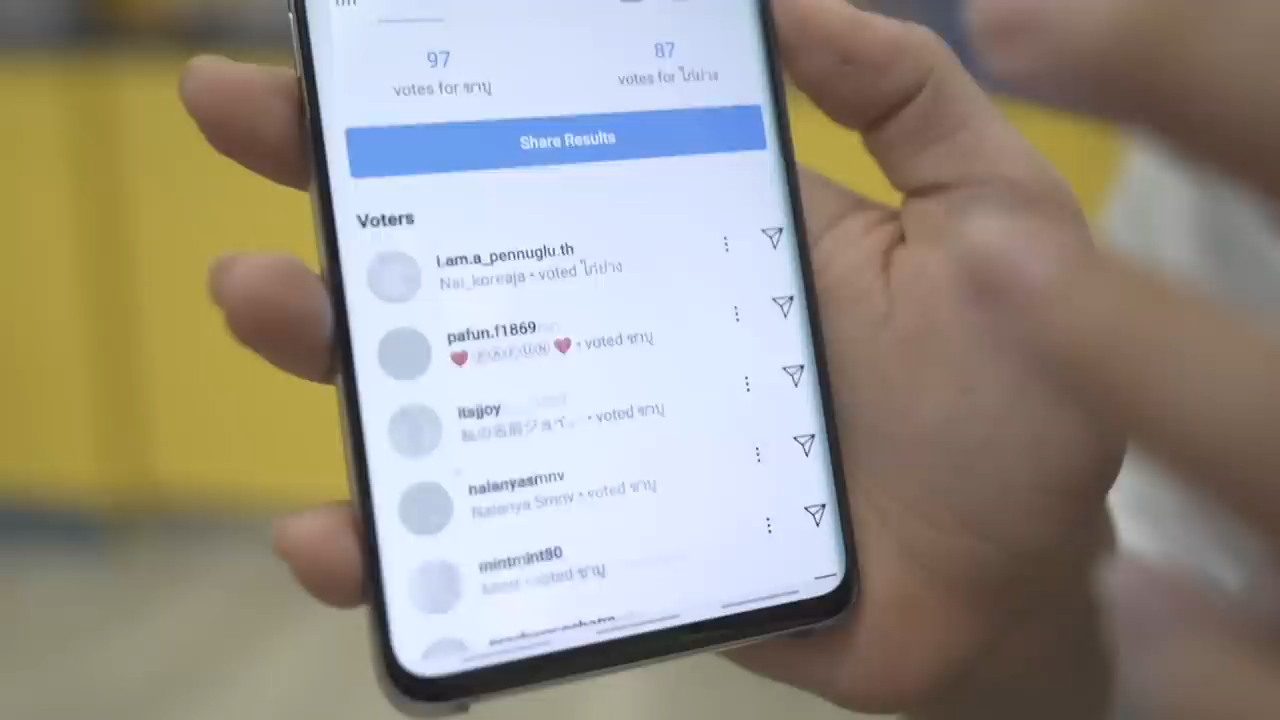 97
votes for ชาบู
87
votes for ไก่ย่าง
Share Results
Voters
i.am.a_pennuglu.th
Nai_koreaja • voted ไก่ย่าง
pafun.f1869
♥ ♥ • voted ชาบู
itsjjoy
• voted ชาบู
nalanyasmnv
Nalanya Smnv • voted ชาบู
mintmint80
voted ชาบู